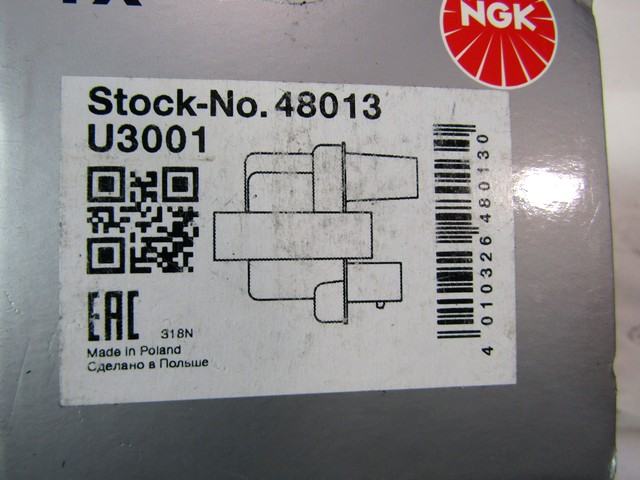 NGK
Stock-No. 48013
U3001
4 010326 480130
EAC
318N
Made in Poland
Сделано в Польше